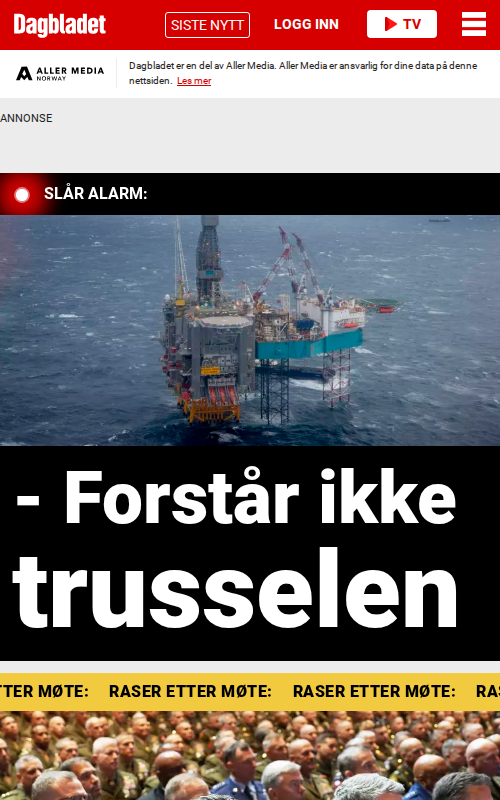 Dagbladet
SISTE NYTT
LOGG INN
TV
ALLER MEDIA
NORWAY
Dagbladet er en del av Aller Media. Aller Media er ansvarlig for dine data på denne
nettsiden. Les mer
ANNONSE
SLÅR ALARM:
- Forstår ikke
trusselen
TTER MØTE: RASER ETTER MØTE: RASER ETTER MØTE: RAS